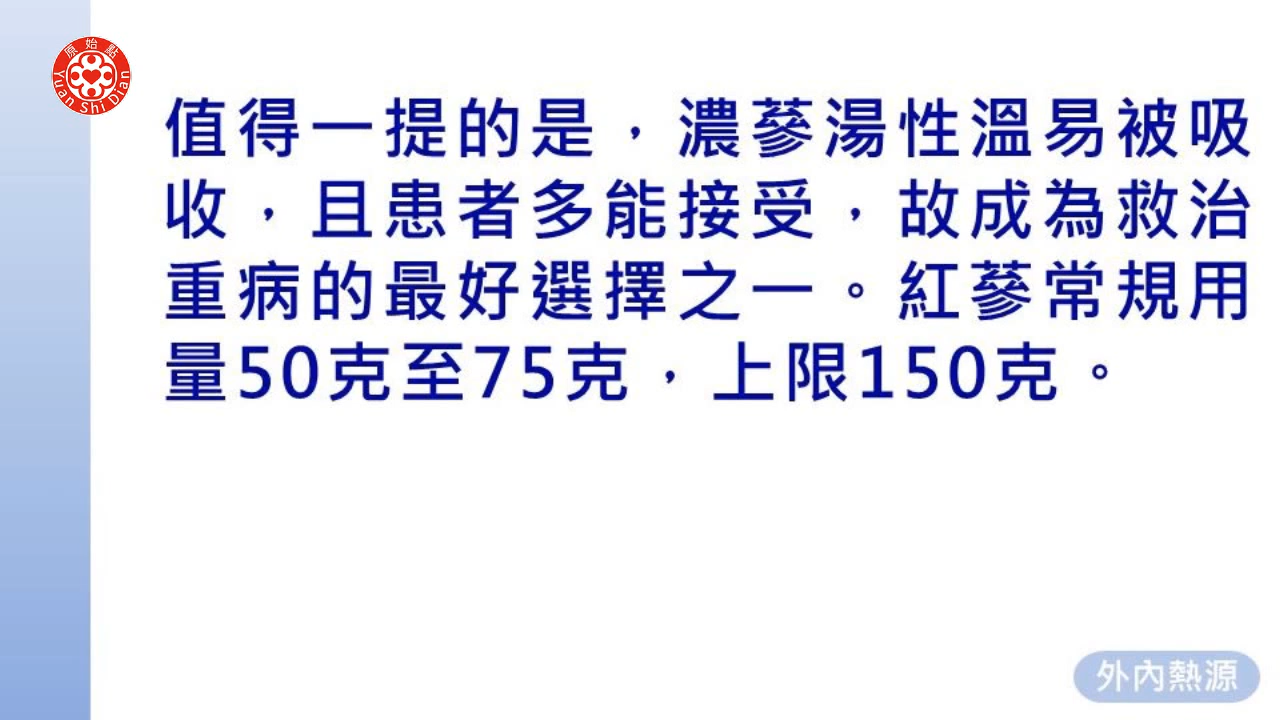 原始點
Yuan Shi Dian
值得一提的是，濃蔘湯性溫易被吸
收，且患者多能接受，故成為救治
重病的最好選擇之一。紅蔘常規用
量50克至75克，上限150克。
外內熱源